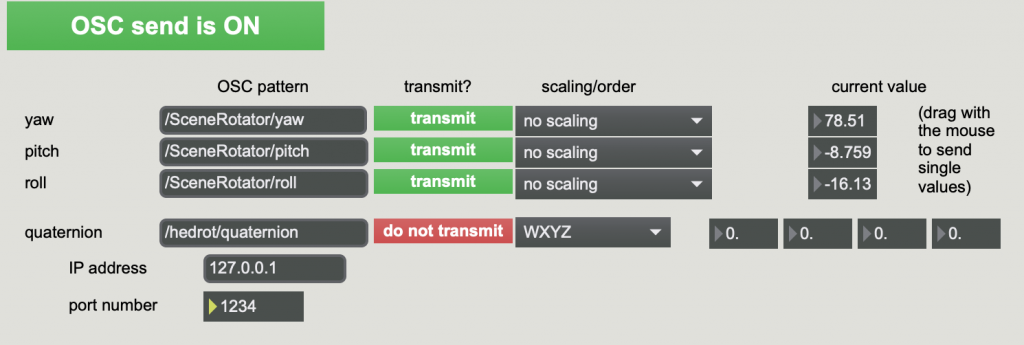 OSC send is ON
OSC pattern transmit? scaling/order current value
yaw /SceneRotator/yaw transmit no scaling 78.51
pitch /SceneRotator/pitch transmit no scaling -8.759
roll /SceneRotator/roll transmit no scaling -16.13
(drag with
the mouse
to send
single
values)
quaternion /hedrot/quaternion do not transmit WXYZ 0. 0. 0. 0.
IP address 127.0.0.1
port number 1234